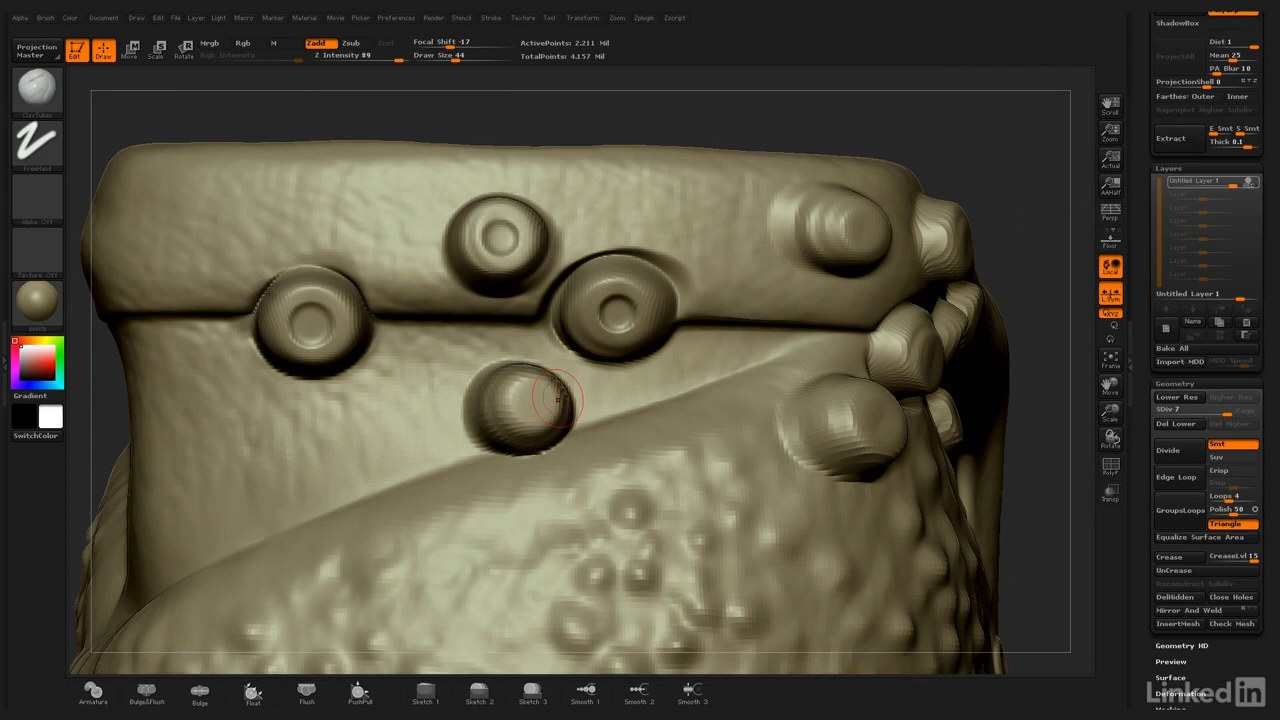 Alpha Brush Color Document Draw Edit File Layer Light Macro Marker Material Movie Picker Preferences Render Stencil Stroke Texture Tool Transform Zoom Zplugin Zscript
Projection Master
Edit Draw Move Scale Rotate
Mrgb Rgb M
Rgb Intensity
Zadd Zsub Zcut
Z Intensity 89
Focal Shift -17
Draw Size 44
ActivePoints: 2.211 Mil
TotalPoints: 4.157 Mil
ClayTubes
FreeHand
Alpha Off
Texture Off
Gradient
SwitchColor
Scroll
Zoom
Actual
AAHalf
Persp
Floor
Local
L.Sym
XYZ
Frame
Move
Scale
Rotate
PolyF
Transp
ShadowBox
ProjectAll
Dist 1
Mean 25
PA Blur 10
ProjectionShell 0
Farthest Outer Inner
Reproject Higher Subdiv
Extract
E Smt S Smt
Thick 0.1
Layers
Untitled Layer 1
Layer
Layer
Layer
Layer
Layer
Layer
Layer
Untitled Layer 1
Name
Bake All
Import MDD MDD Speed
Geometry
Lower Res Higher Res
SDiv 7 Cage
Del Lower Del Higher
Divide
Smt
Suv
Edge Loop
Crisp
Disp
Loops 4
GroupsLoops
Polish 50
Triangle
Equalize Surface Area
Crease CreaseLvl 15
UnCrease
Reconstruct Subdiv
DelHidden Close Holes
Mirror And Weld
InsertMesh Check Mesh
Geometry HD
Preview
Surface
Deformation
Armature Bulge&Flush Bulge Float Flush PushPull Sketch 1 Sketch 2 Sketch 3 Smooth 1 Smooth 2 Smooth 3
Linked in